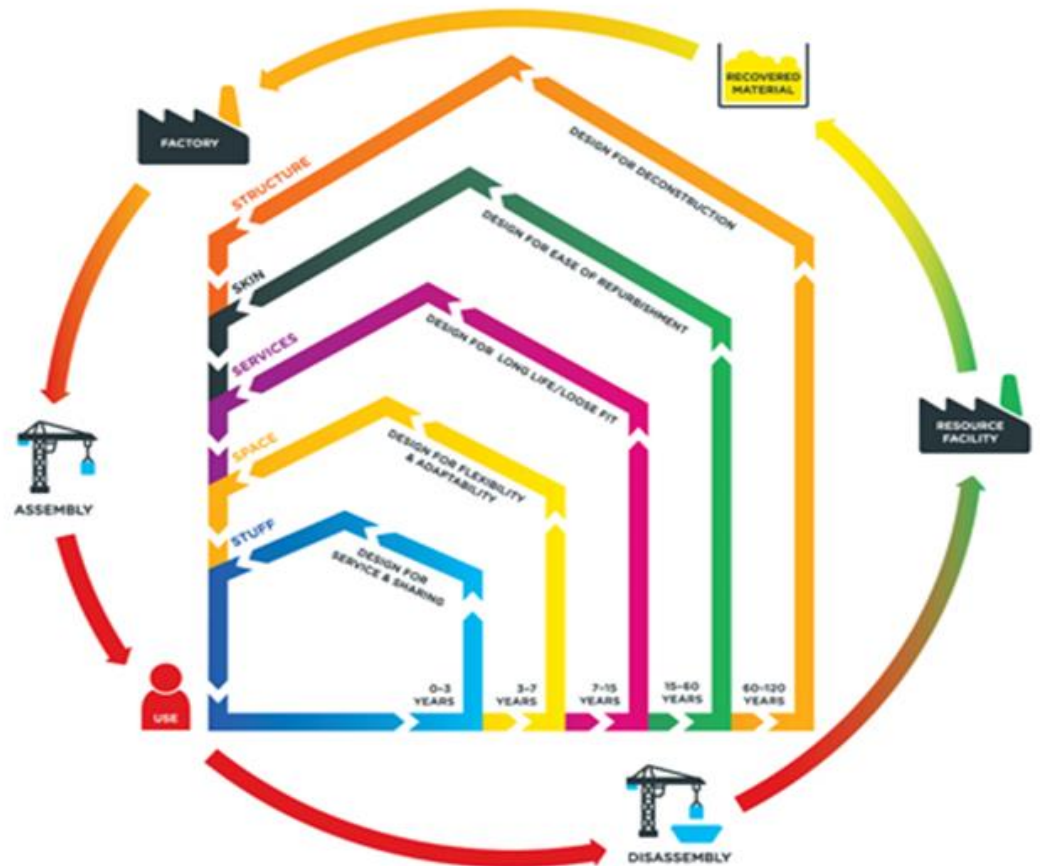 RECOVERED
MATERIAL
FACTORY
STRUCTURE
DESIGN FOR DECONSTRUCTION
SKIN
DESIGN FOR EASE OF REFURBISHMENT
SERVICES
DESIGN FOR LONG LIFE/LOOSE FIT
SPACE
DESIGN FOR FLEXIBILITY
& ADAPTABILITY
STUFF
DESIGN FOR
SERVICE & SHARING
RESOURCE
FACILITY
ASSEMBLY
USE
0–3
YEARS
3–7
YEARS
7–15
YEARS
15–60
YEARS
60–120
YEARS
DISASSEMBLY